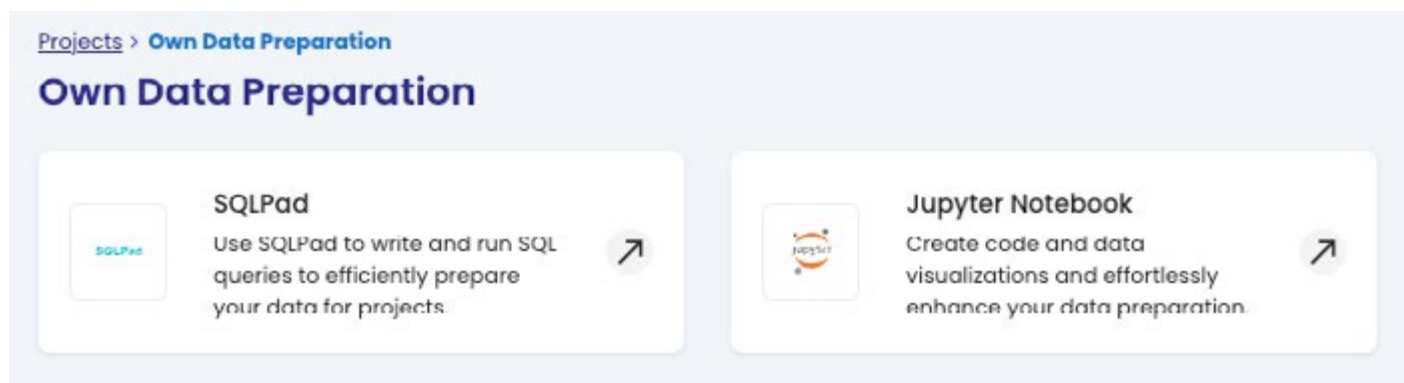 Projects > Own Data Preparation
Own Data Preparation
SQLPad
SQLPad
Use SQLPad to write and run SQL
queries to efficiently prepare
your data for projects.
jupyter
Jupyter Notebook
Create code and data
visualizations and effortlessly
enhance your data preparation.